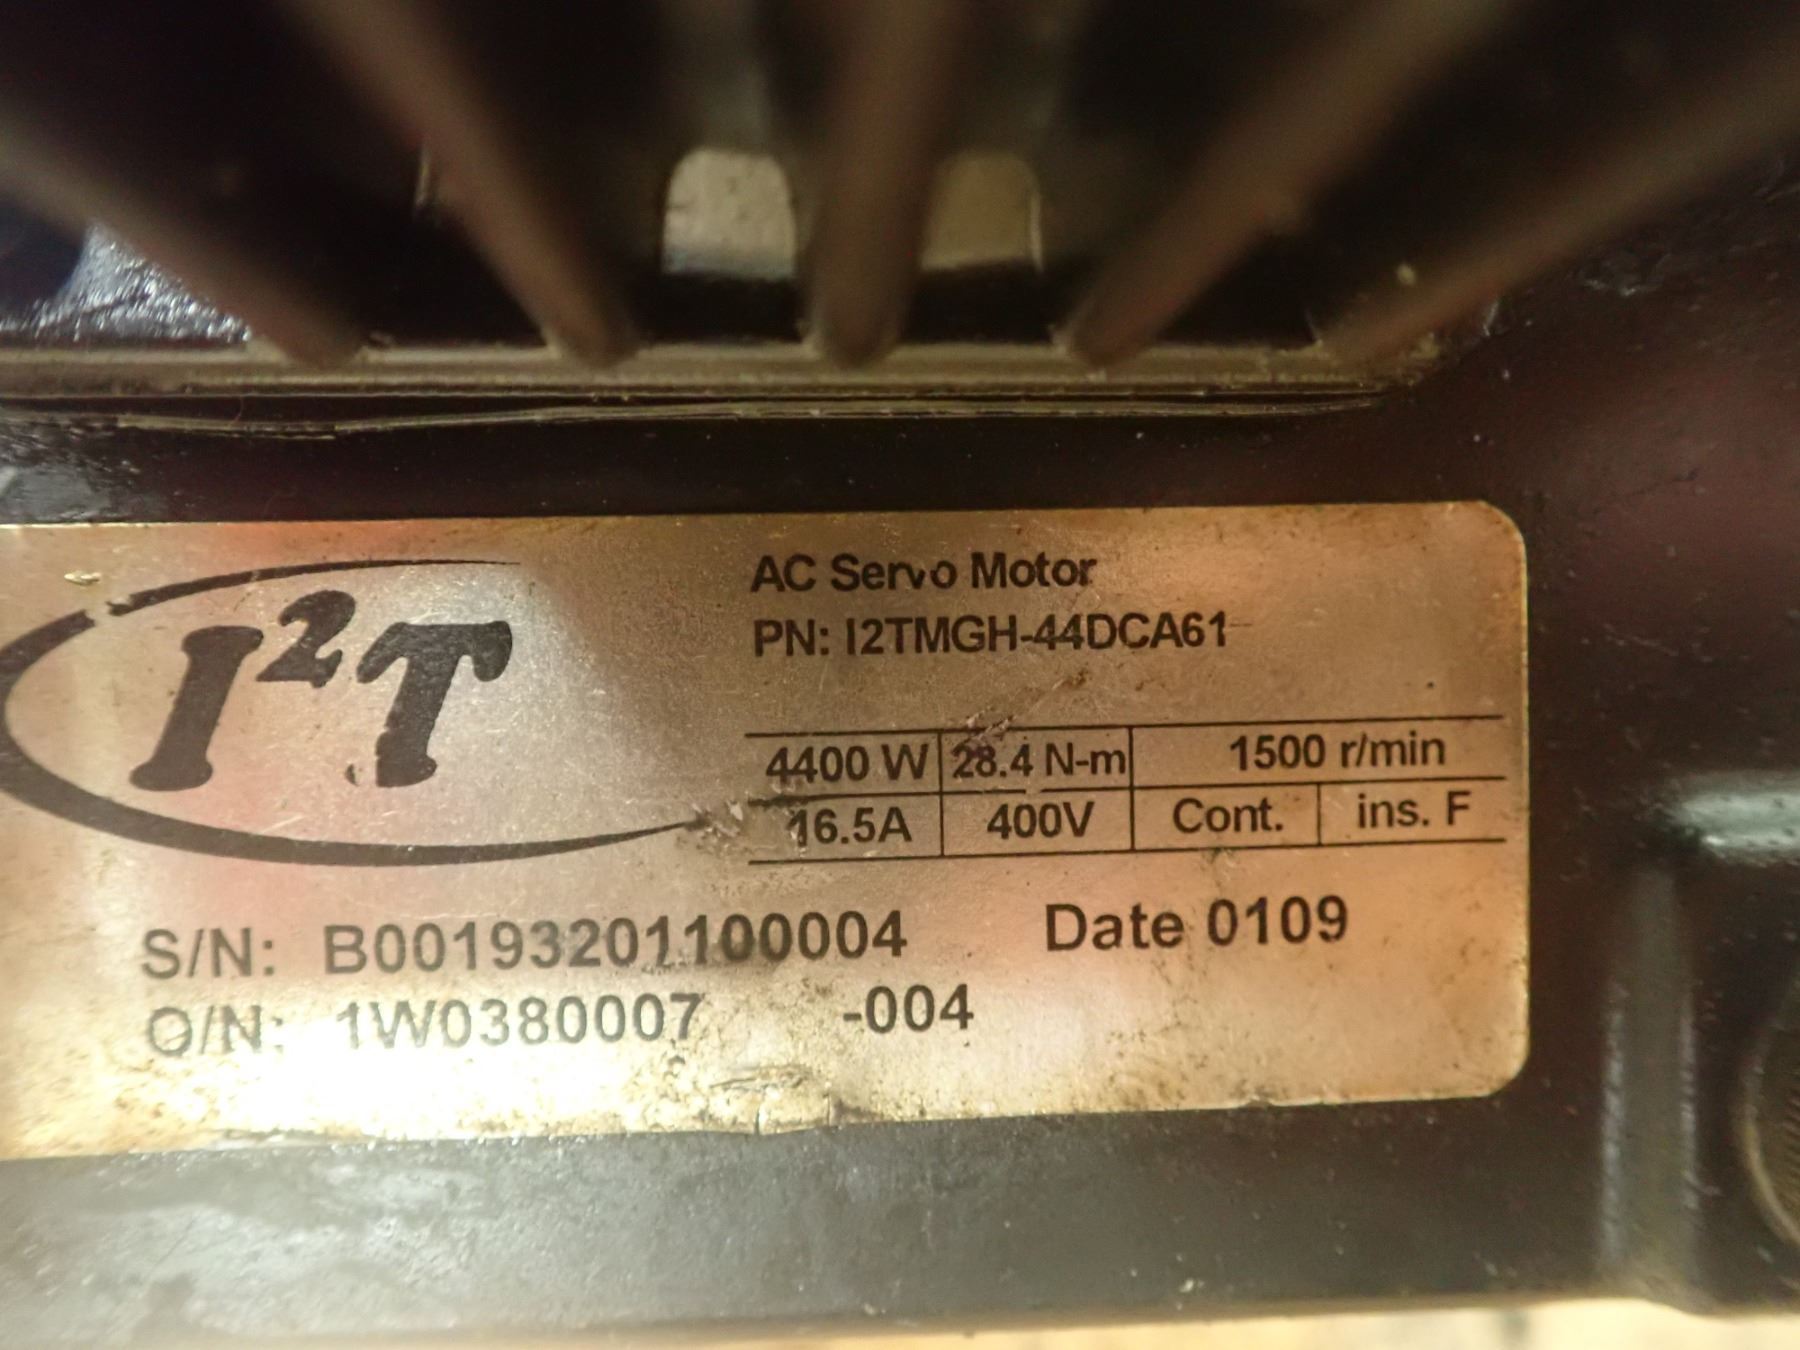 I²T
AC Servo Motor
PN: I2TMGH-44DCA61
4400 W 28.4 N-m 1500 r/min
16.5A 400V Cont. ins. F
S/N: B00193201100004 Date 0109
O/N: 1W0380007 -004